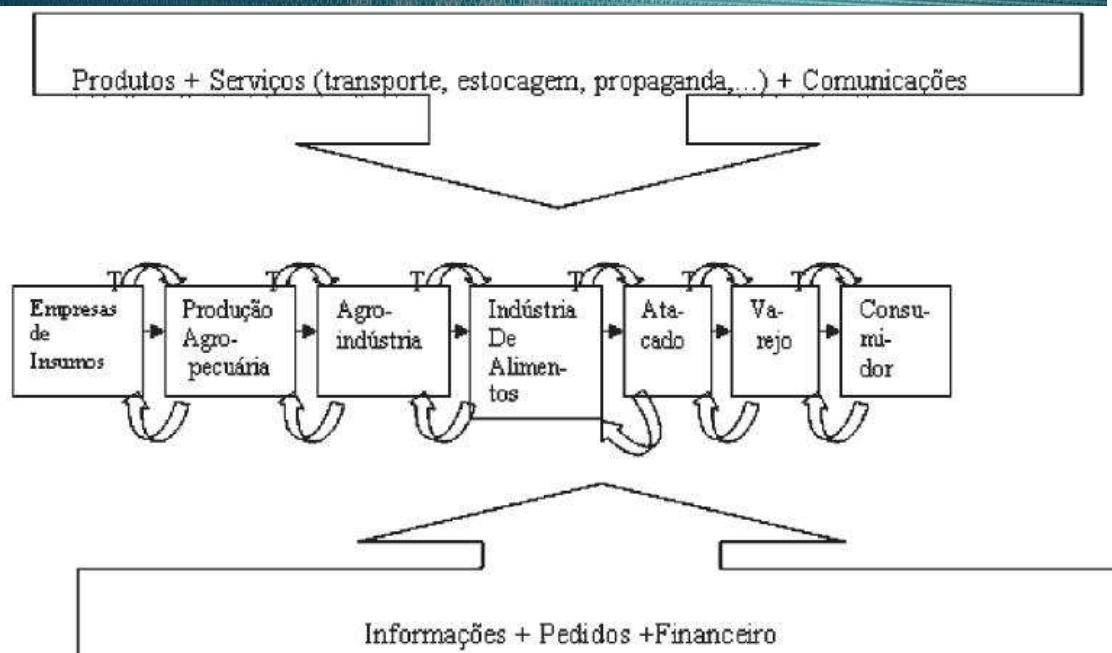 Produtos + Serviços (transporte, estocagem, propaganda,...) + Comunicações
T
T
T
T
T
T
Empresas
de
Insumos
Produção
Agro-
pecuária
Agro-
indústria
Indústria
De
Alimen-
tos
Ata-
cado
Va-
rejo
Consu-
mi-
dor
Informações + Pedidos +Financeiro